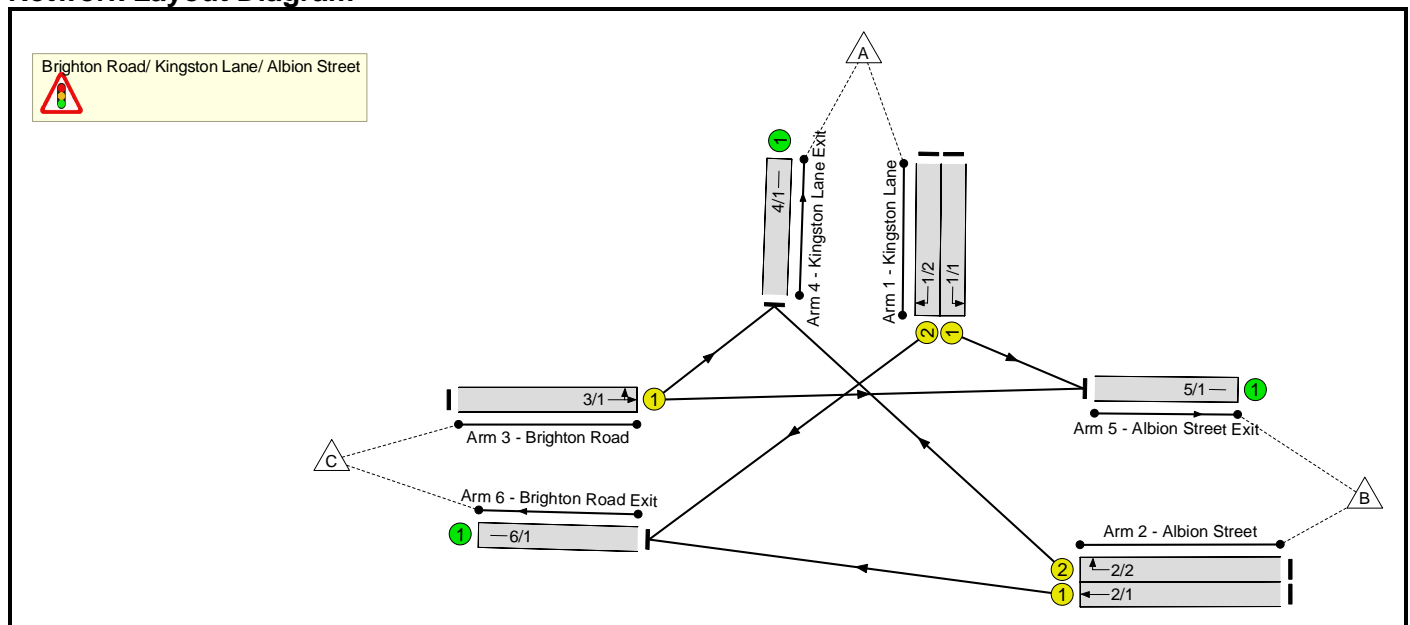 Network Layout Diagram
Brighton Road/ Kingston Lane/ Albion Street
A
1
4/1
Arm 4 - Kingston Lane Exit
Arm 1 - Kingston Lane
1/2
1/1
2
1
3/1
1
Arm 3 - Brighton Road
5/1
1
Arm 5 - Albion Street Exit
C
B
Arm 6 - Brighton Road Exit
1
6/1
Arm 2 - Albion Street
2
2/2
1
2/1